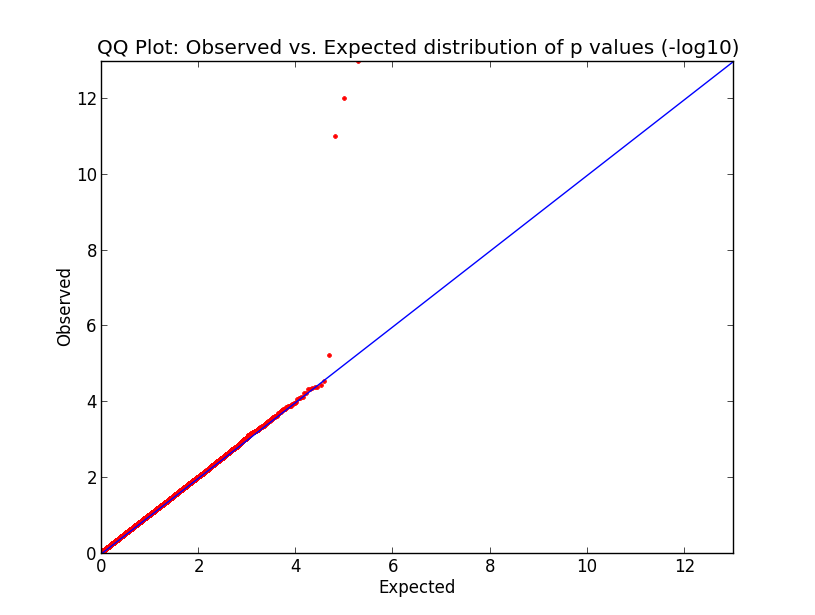 QQ Plot: Observed vs. Expected distribution of p values (-log10)
12
10
8
6
4
2
0
Observed
0 2 4 6 8 10 12
Expected